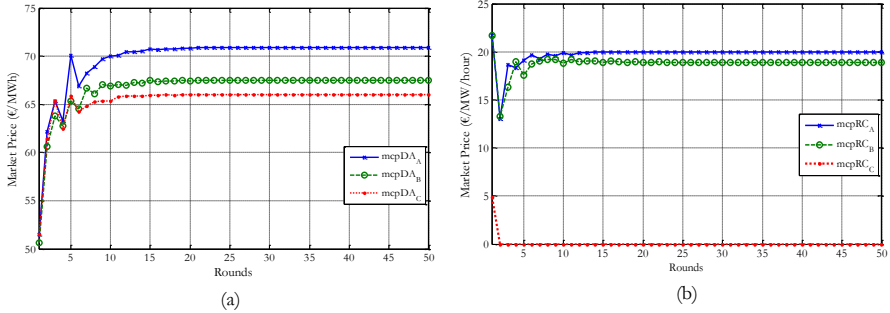 75
70
65
60
55
50
5
10
15
20
25
30
35
40
45
50
Market Price (€/MWh)
Rounds
mcpDA_A
mcpDA_B
mcpDA_C
(a)
25
20
15
10
5
0
5
10
15
20
25
30
35
40
45
50
Market Price (€/MW/hour)
Rounds
mcpRC_A
mcpRC_B
mcpRC_C
(b)